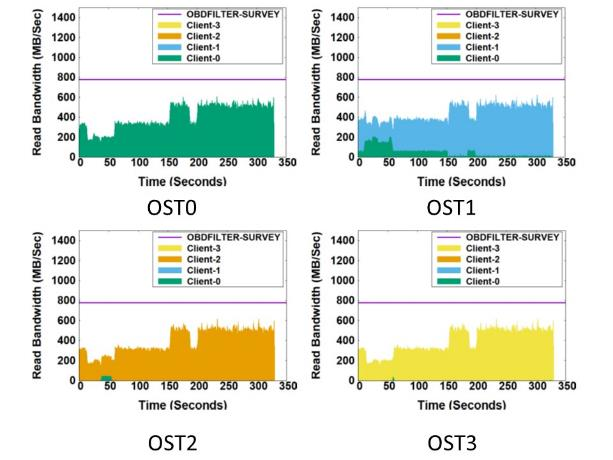 OBDFILTER-SURVEY
Client-3
Client-2
Client-1
Client-0
Read Bandwidth (MB/Sec)
1400
1200
1000
800
600
400
200
0
0 50 100 150 200 250 300 350
Time (Seconds)
OST0
OBDFILTER-SURVEY
Client-3
Client-2
Client-1
Client-0
Read Bandwidth (MB/Sec)
1400
1200
1000
800
600
400
200
0
0 50 100 150 200 250 300 350
Time (Seconds)
OST1
OBDFILTER-SURVEY
Client-3
Client-2
Client-1
Client-0
Read Bandwidth (MB/Sec)
1400
1200
1000
800
600
400
200
0
0 50 100 150 200 250 300 350
Time (Seconds)
OST2
OBDFILTER-SURVEY
Client-3
Client-2
Client-1
Client-0
Read Bandwidth (MB/Sec)
1400
1200
1000
800
600
400
200
0
0 50 100 150 200 250 300 350
Time (Seconds)
OST3